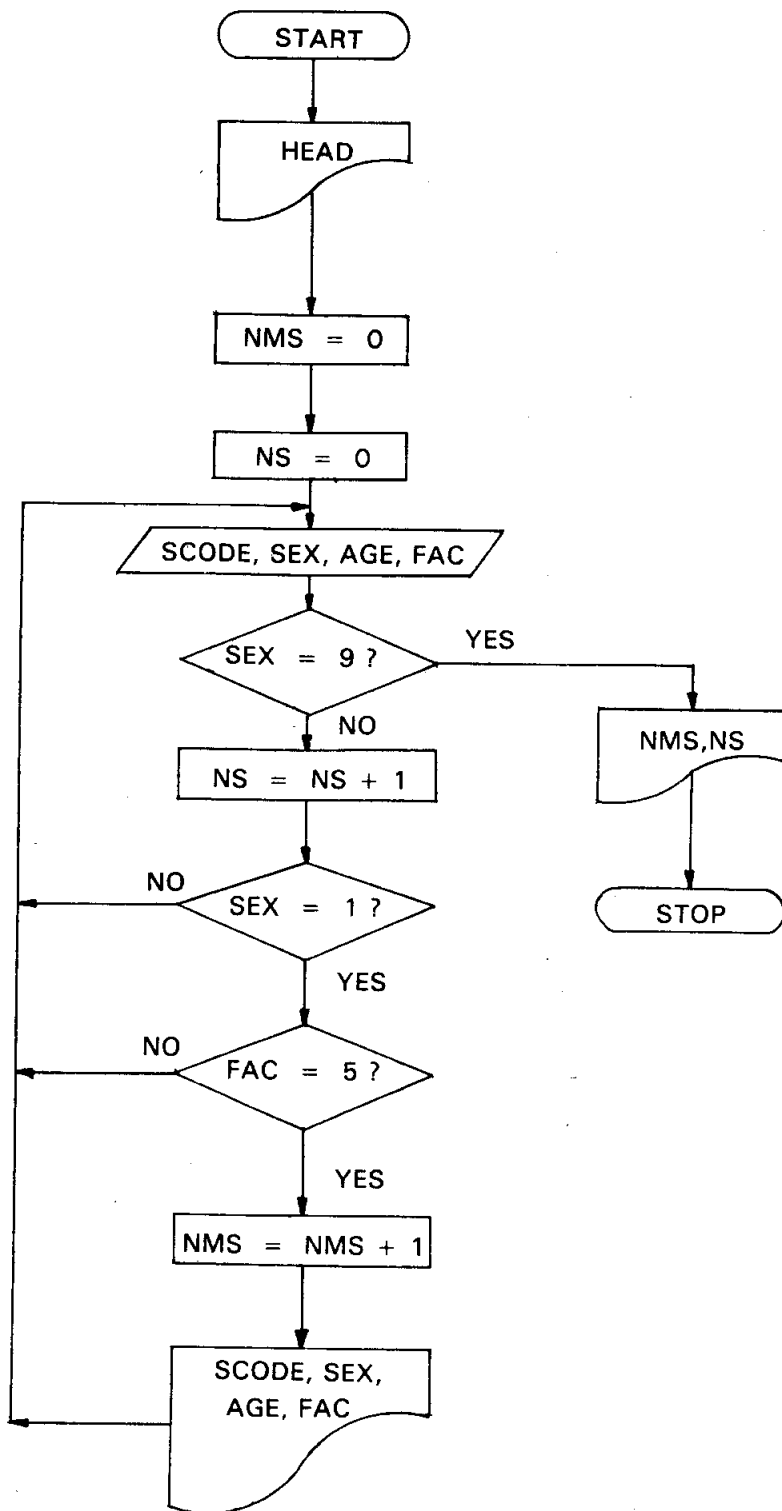 START
HEAD
NMS = 0
NS = 0
SCODE, SEX, AGE, FAC
SEX = 9 ?
YES
NO
NMS,NS
NS = NS + 1
STOP
NO
SEX = 1 ?
YES
NO
FAC = 5 ?
YES
NMS = NMS + 1
SCODE, SEX,
AGE, FAC